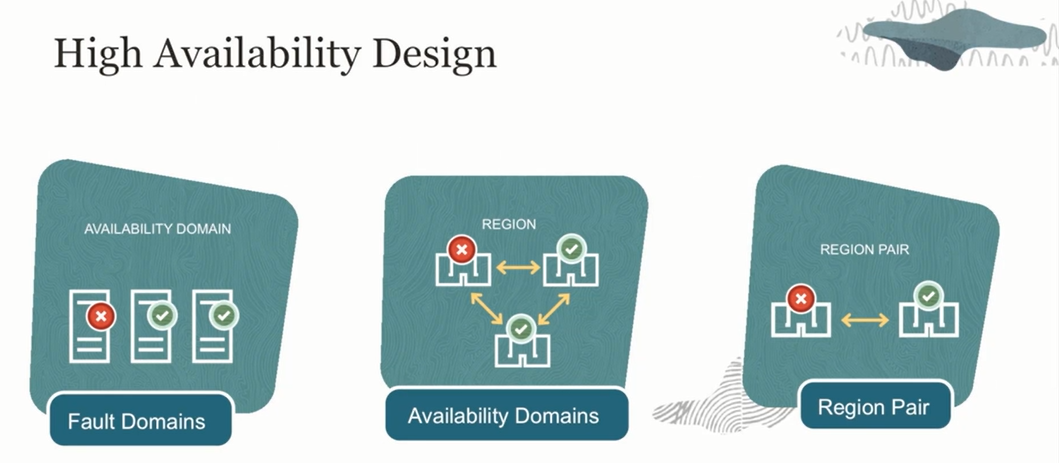 High Availability Design
AVAILABILITY DOMAIN
Fault Domains
REGION
Availability Domains
REGION PAIR
Region Pair